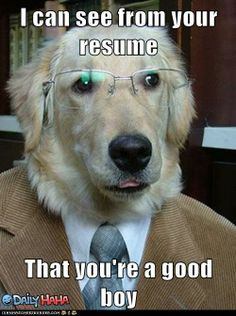 I can see from your
resume
That you're a good
boy
DAILY HAHA